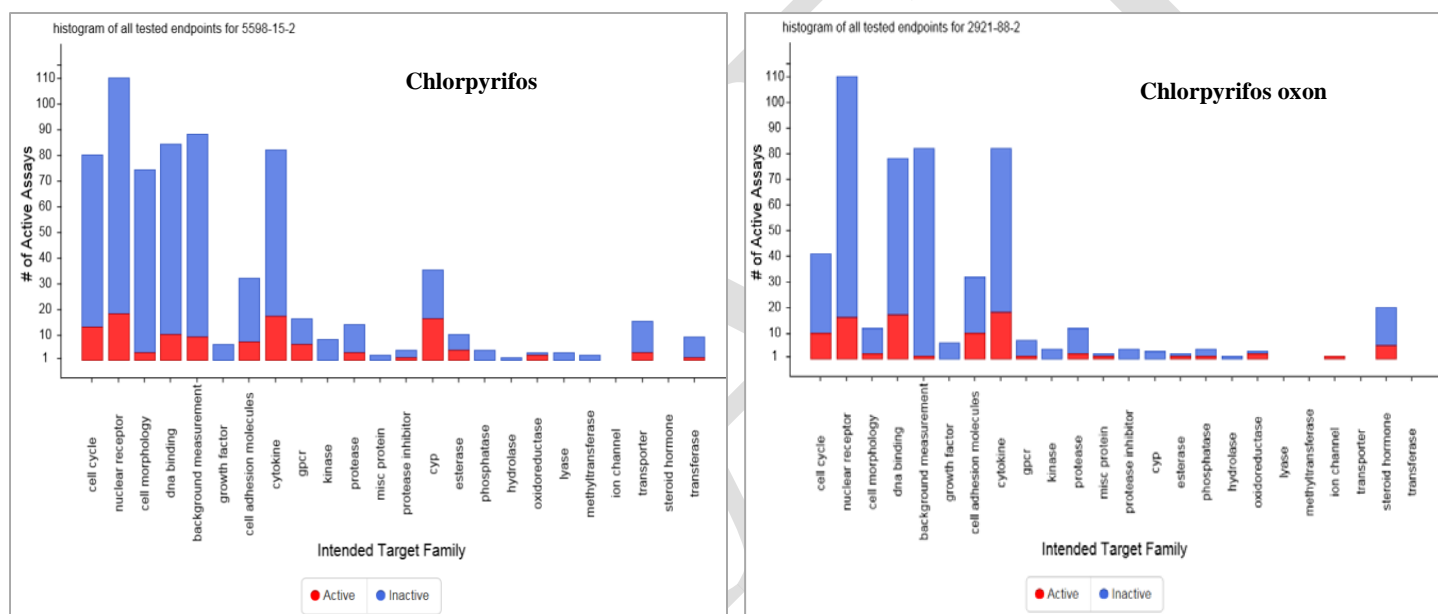 histogram of all tested endpoints for 5598-15-2
Chlorpyrifos
# of Active Assays
110
100
90
80
70
60
50
40
30
20
10
1
cell cycle
nuclear receptor
cell morphology
dna binding
background measurement
growth factor
cell adhesion molecules
cytokine
gpcr
kinase
protease
misc protein
protease inhibitor
cyp
esterase
phosphatase
hydrolase
oxidoreductase
lyase
methyltransferase
ion channel
transporter
steroid hormone
transferase
Intended Target Family
Active Inactive
histogram of all tested endpoints for 2921-88-2
Chlorpyrifos oxon
# of Active Assays
110
100
90
80
70
60
50
40
30
20
10
1
cell cycle
nuclear receptor
cell morphology
dna binding
background measurement
growth factor
cell adhesion molecules
cytokine
gpcr
kinase
protease
misc protein
protease inhibitor
cyp
esterase
phosphatase
hydrolase
oxidoreductase
lyase
methyltransferase
ion channel
transporter
steroid hormone
transferase
Intended Target Family
Active Inactive